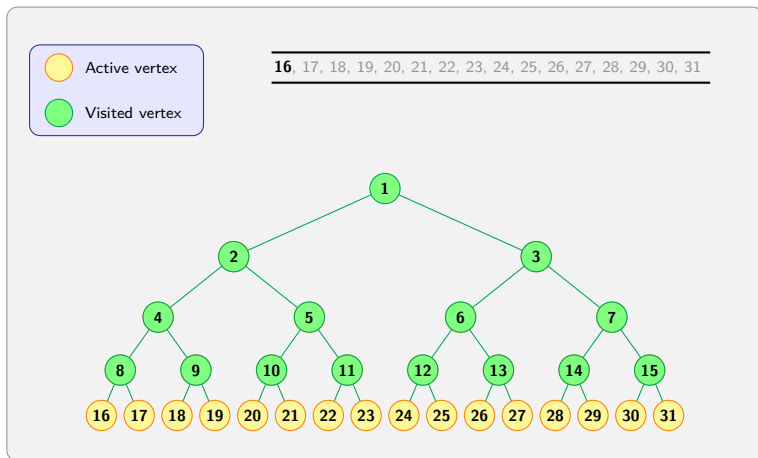 Active vertex
Visited vertex
16, 17, 18, 19, 20, 21, 22, 23, 24, 25, 26, 27, 28, 29, 30, 31
1
2 3
4 5 6 7
8 9 10 11 12 13 14 15
16 17 18 19 20 21 22 23 24 25 26 27 28 29 30 31